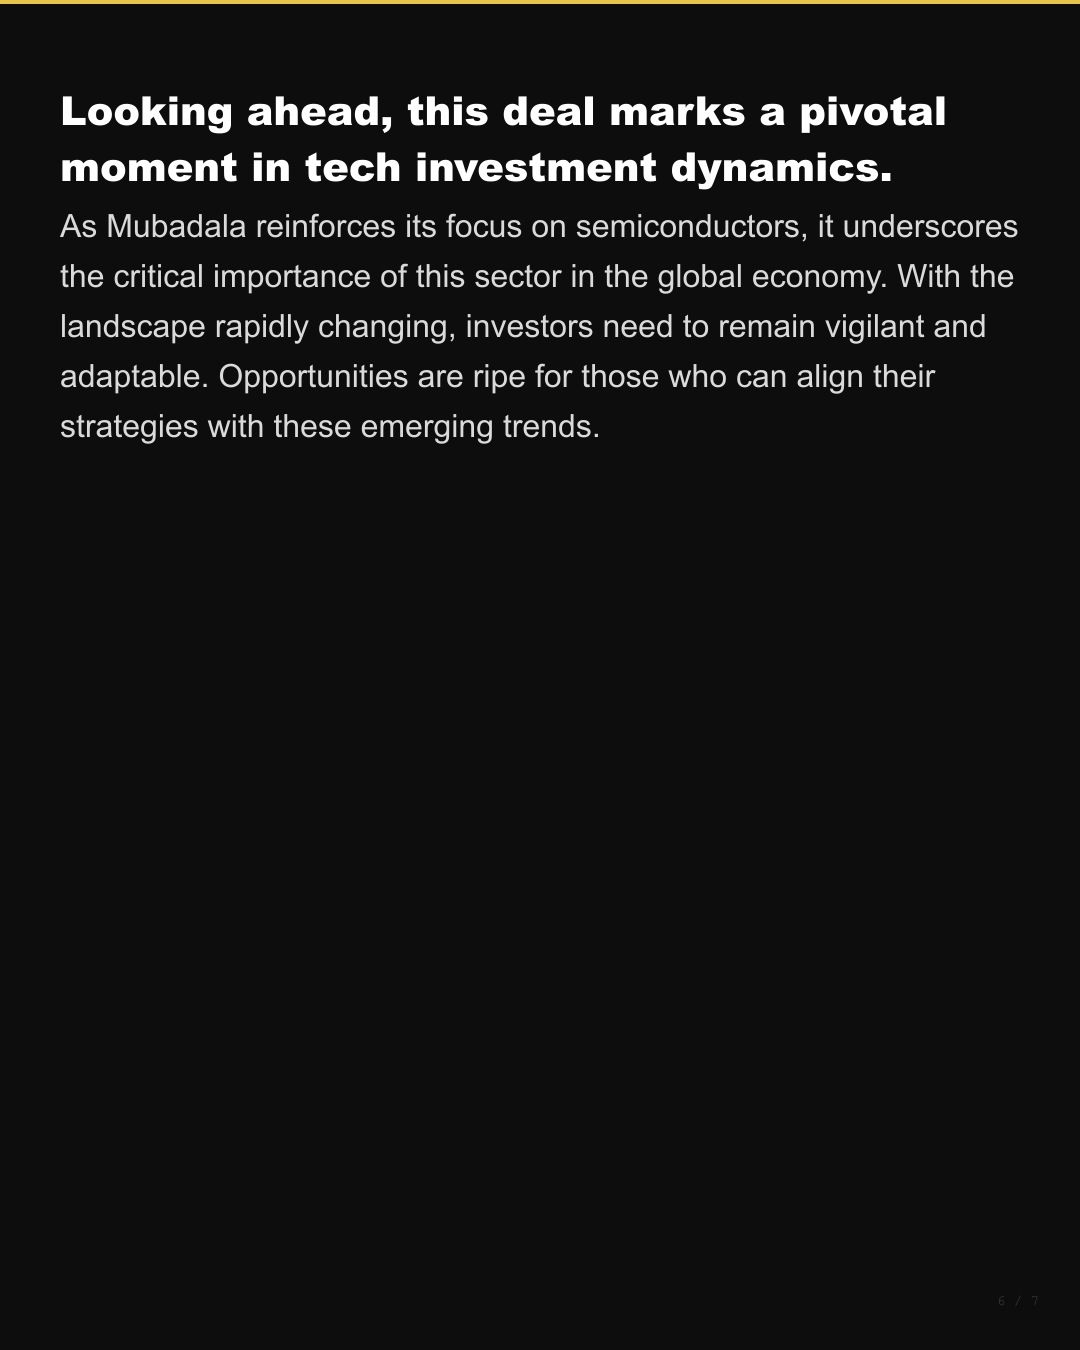 Looking ahead, this deal marks a pivotal
moment in tech investment dynamics.
As Mubadala reinforces its focus on semiconductors, it underscores
the critical importance of this sector in the global economy. With the
landscape rapidly changing, investors need to remain vigilant and
adaptable. Opportunities are ripe for those who can align their
strategies with these emerging trends.
6 / 7